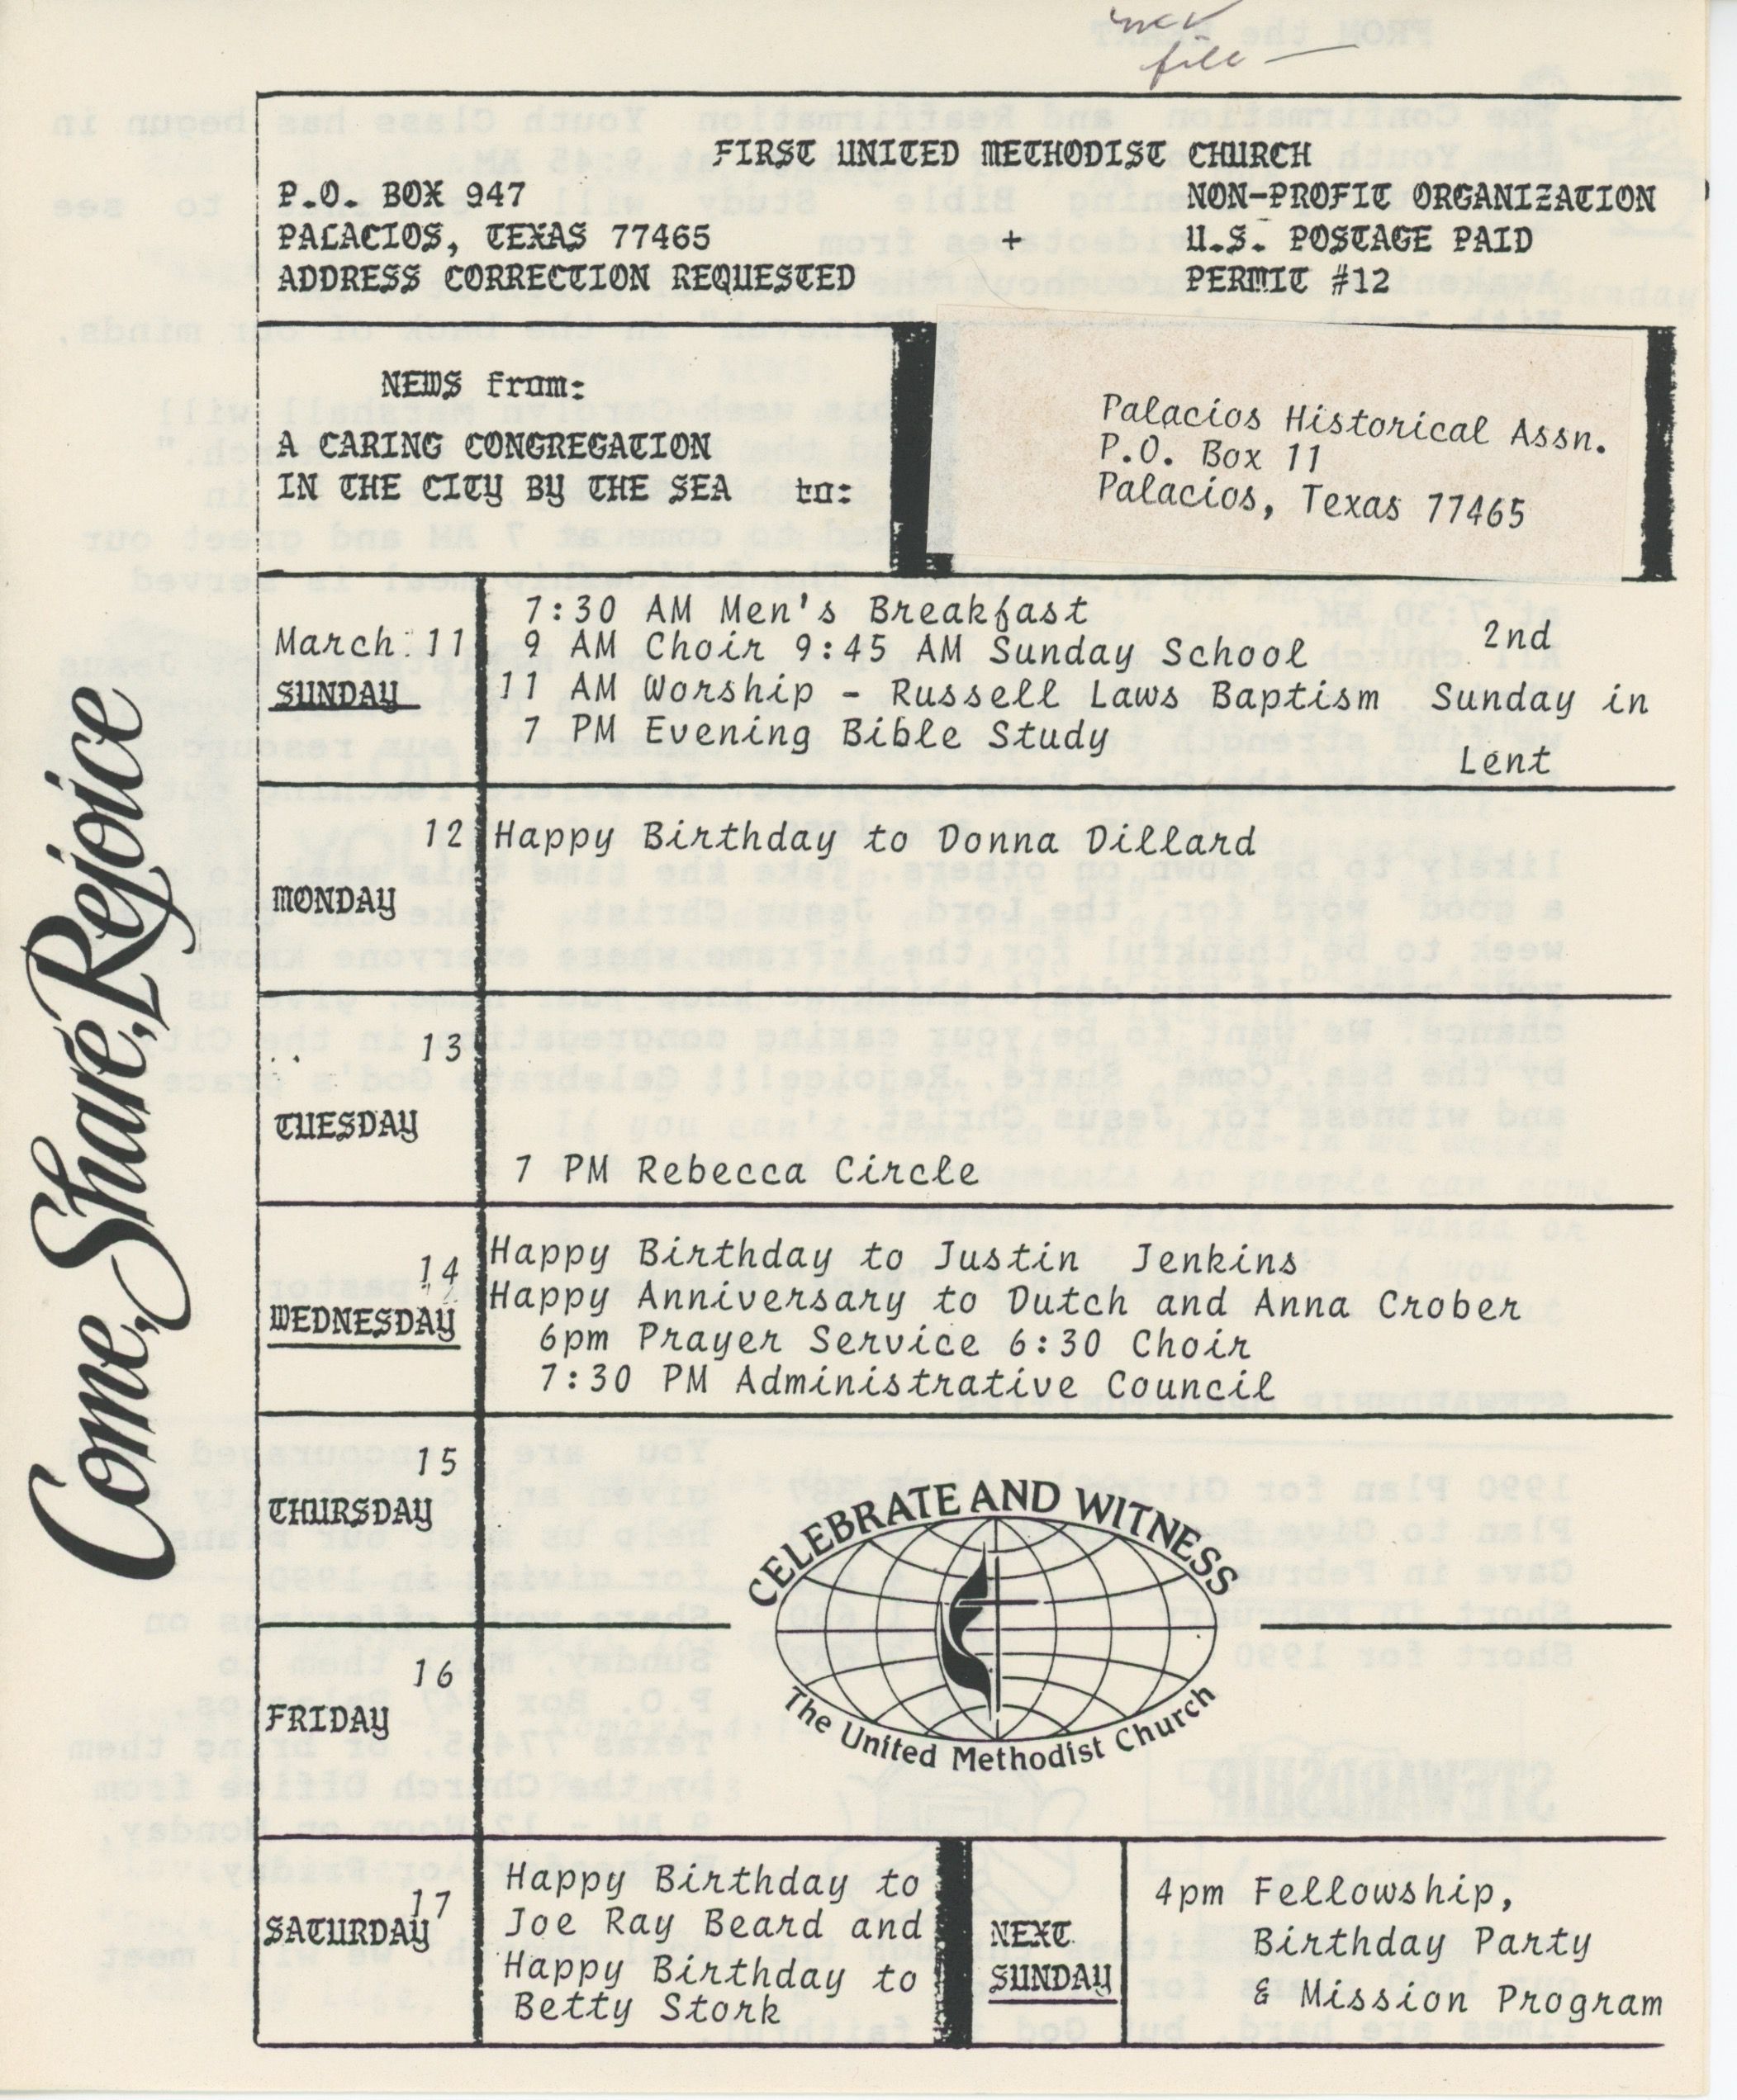 file
FIRST UNITED METHODIST CHURCH
P.O. BOX 947
NON-PROFIT ORGANIZATION
PALACIOS, TEXAS 77465
+
U.S. POSTAGE PAID
ADDRESS CORRECTION REQUESTED
PERMIT #12
NEWS from:
A CARING CONGREGATION
IN THE CITY BY THE SEA to:
Palacios Historical Assn.
P.O. Box 11
Palacios, Texas 77465
Come, Share, Rejoice
March 11
SUNDAY
7:30 AM Men's Breakfast
9 AM Choir 9:45 AM Sunday School
11 AM Worship - Russell Laws Baptism
7 PM Evening Bible Study
2nd
Sunday in
Lent
12
MONDAY
Happy Birthday to Donna Dillard
13
TUESDAY
7 PM Rebecca Circle
14
WEDNESDAY
Happy Birthday to Justin Jenkins
Happy Anniversary to Dutch and Anna Crober
6pm Prayer Service 6:30 Choir
7:30 PM Administrative Council
15
THURSDAY
CELEBRATE AND WITNESS
The United Methodist Church
16
FRIDAY
17
SATURDAY
Happy Birthday to
Joe Ray Beard and
Happy Birthday to
Betty Stork
NEXT
SUNDAY
4pm Fellowship,
Birthday Party
& Mission Program